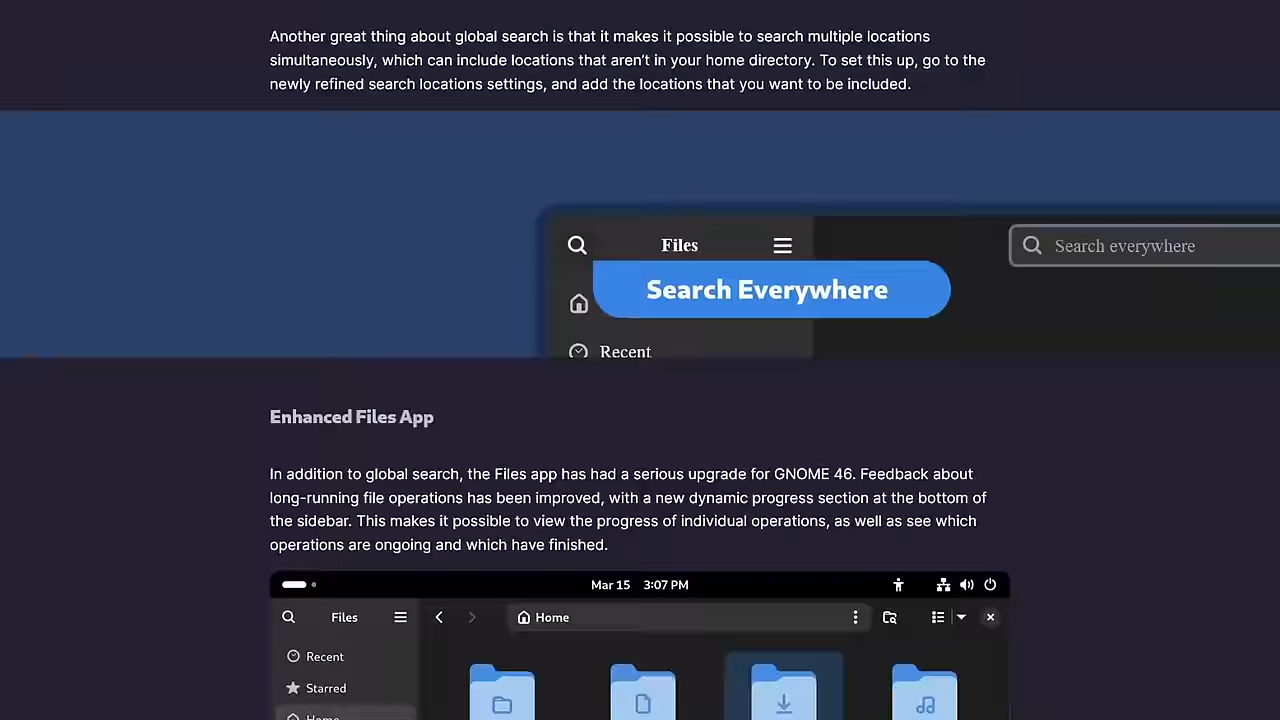 Another great thing about global search is that it makes it possible to search multiple locations
simultaneously, which can include locations that aren’t in your home directory. To set this up, go to the
newly refined search locations settings, and add the locations that you want to be included.
Files
Search everywhere
Search Everywhere
Recent
Enhanced Files App
In addition to global search, the Files app has had a serious upgrade for GNOME 46. Feedback about
long-running file operations has been improved, with a new dynamic progress section at the bottom of
the sidebar. This makes it possible to view the progress of individual operations, as well as see which
operations are ongoing and which have finished.
Mar 15 3:07 PM
Files
Home
Recent
Starred
Home